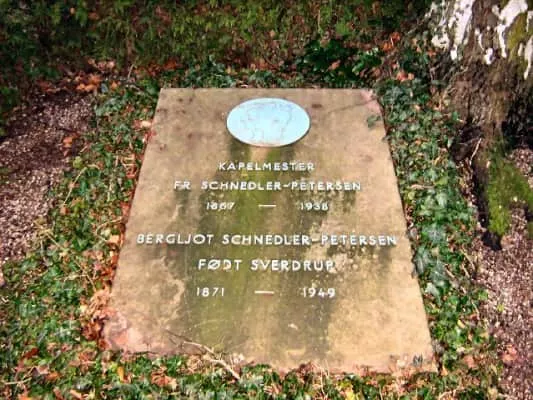 KAPELMESTER
FR SCHNEDLER-PETERSEN
1867 — 1938
BERGLJOT SCHNEDLER-PETERSEN
FØDT SVERDRUP
1871 — 1949